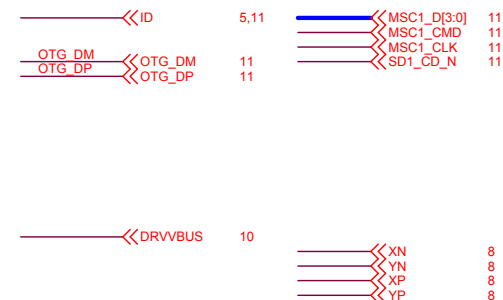 ID 5,11
OTG_DM
OTG_DM 11
OTG_DP
OTG_DP 11
DRVVBUS 10
MSC1_D[3:0] 11
MSC1_CMD 11
MSC1_CLK 11
SD1_CD_N 11
XN 8
YN 8
XP 8
YP 8